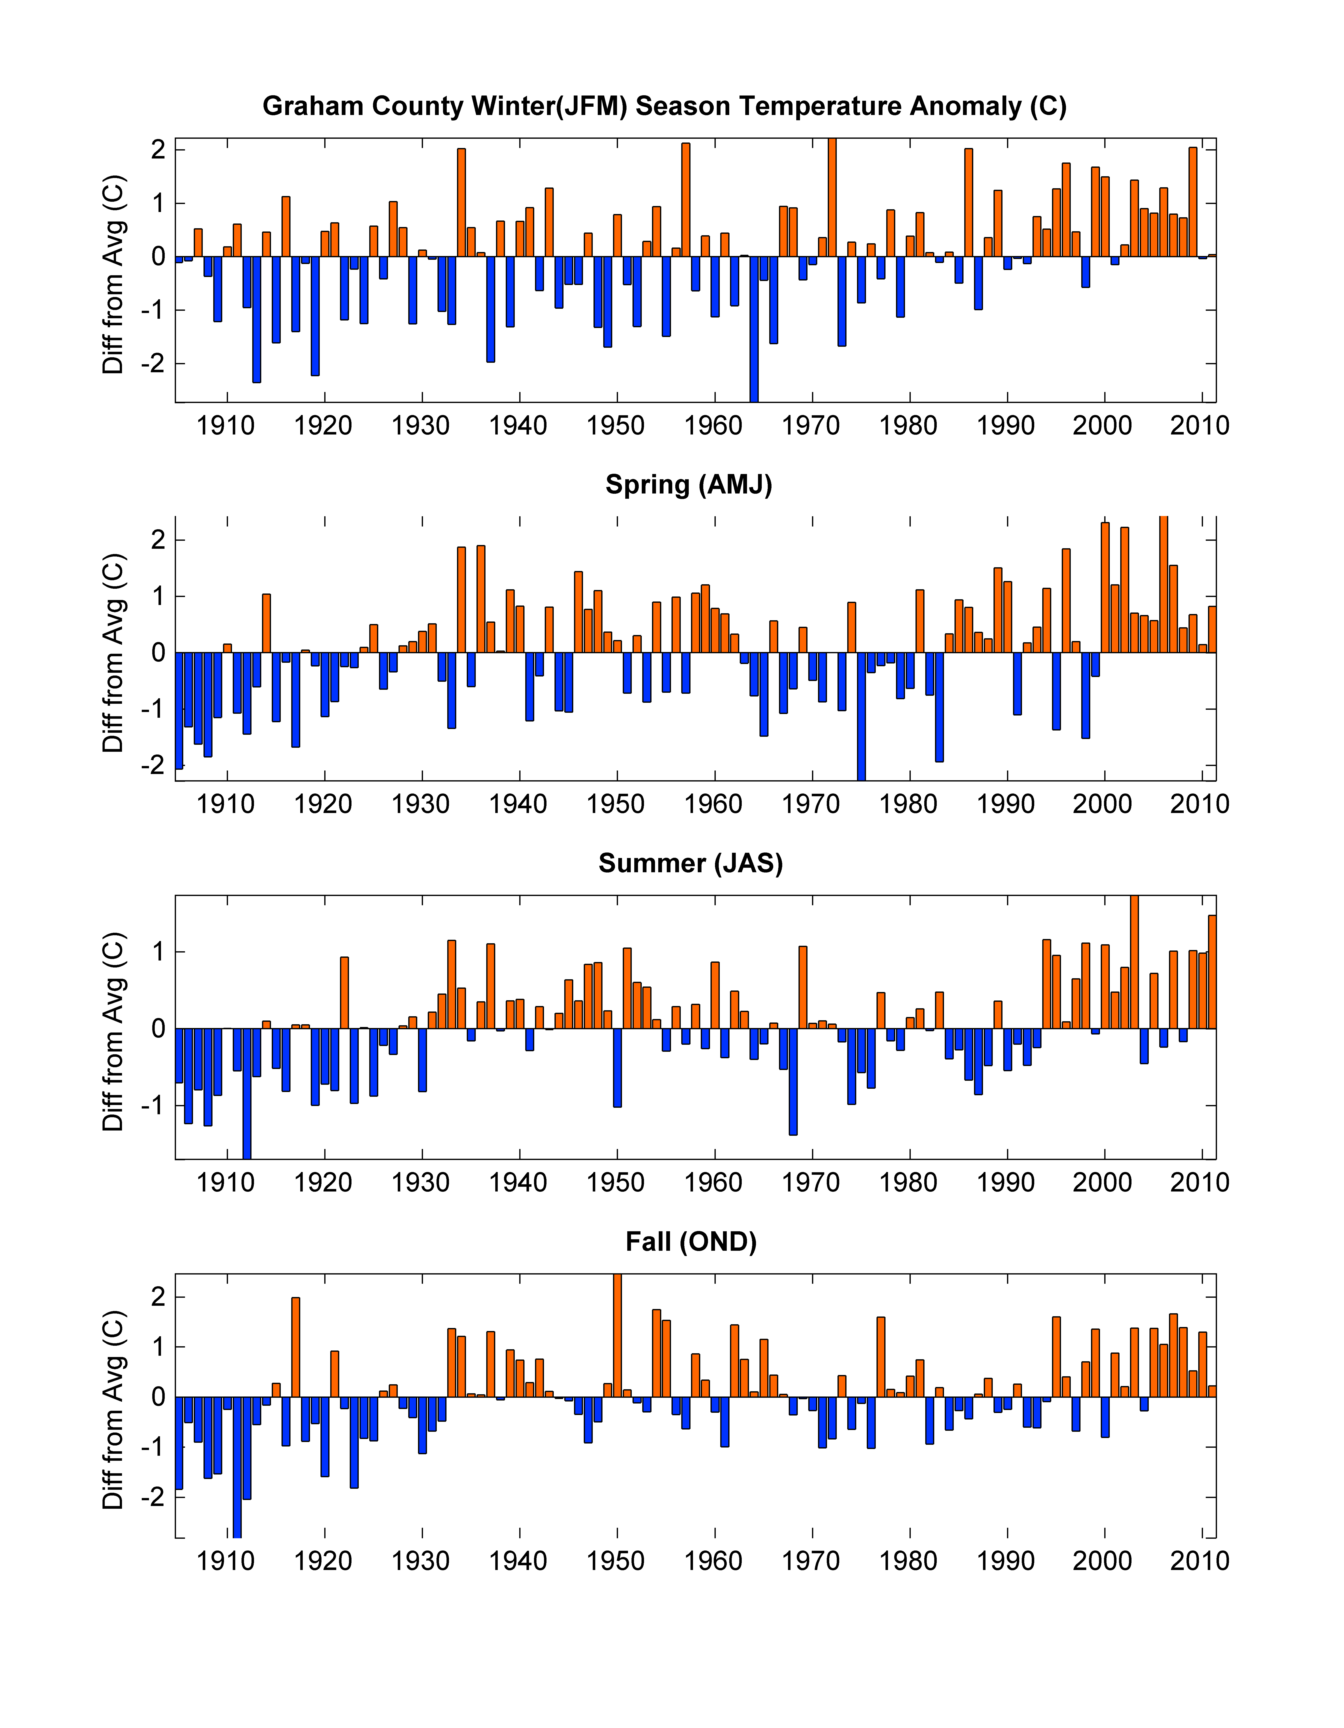 Graham County Winter(JFM) Season Temperature Anomaly (C)
Diff from Avg (C)
2
1
0
-1
-2
1910 1920 1930 1940 1950 1960 1970 1980 1990 2000 2010
Spring (AMJ)
Diff from Avg (C)
2
1
0
-1
-2
1910 1920 1930 1940 1950 1960 1970 1980 1990 2000 2010
Summer (JAS)
Diff from Avg (C)
1
0
-1
1910 1920 1930 1940 1950 1960 1970 1980 1990 2000 2010
Fall (OND)
Diff from Avg (C)
2
1
0
-1
-2
1910 1920 1930 1940 1950 1960 1970 1980 1990 2000 2010